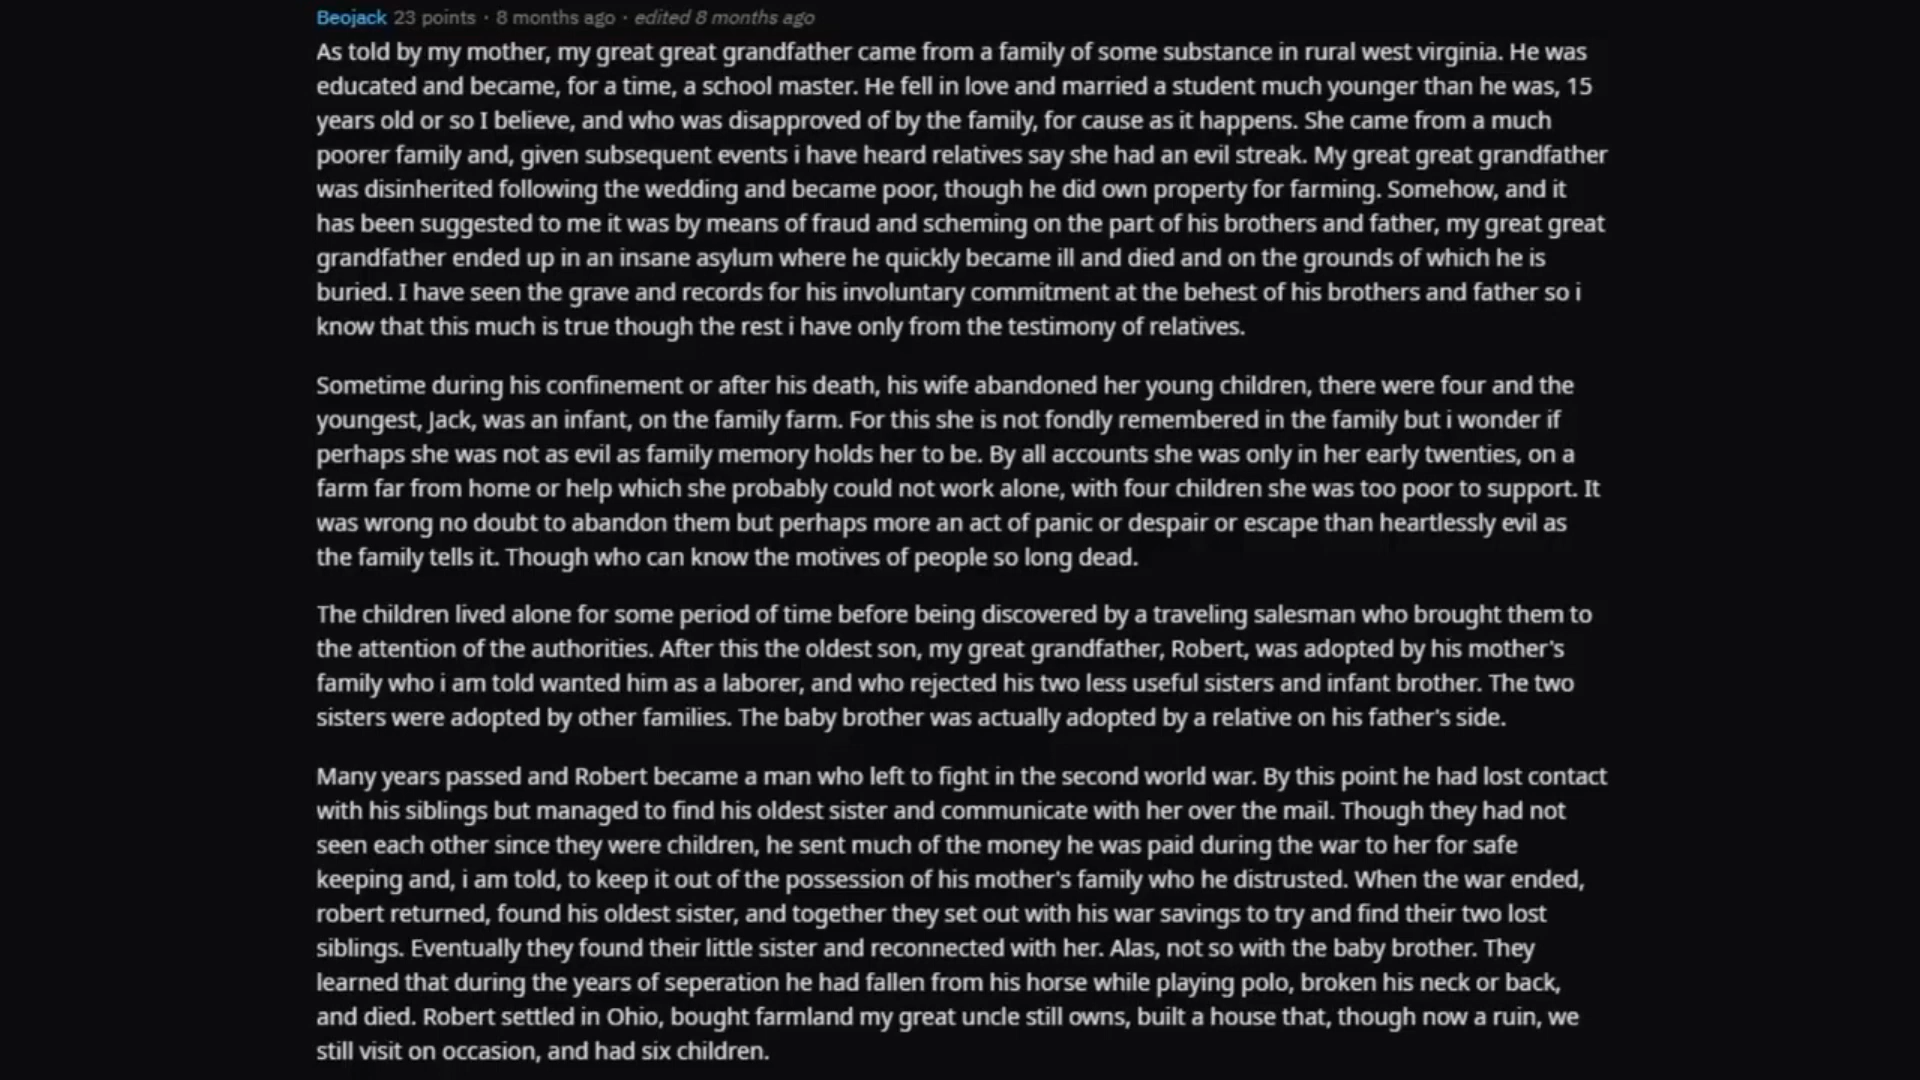 Beojack 23 points · 8 months ago · edited 8 months ago
As told by my mother, my great great grandfather came from a family of some substance in rural west virginia. He was
educated and became, for a time, a school master. He fell in love and married a student much younger than he was, 15
years old or so I believe, and who was disapproved of by the family, for cause as it happens. She came from a much
poorer family and, given subsequent events i have heard relatives say she had an evil streak. My great great grandfather
was disinherited following the wedding and became poor, though he did own property for farming. Somehow, and it
has been suggested to me it was by means of fraud and scheming on the part of his brothers and father, my great great
grandfather ended up in an insane asylum where he quickly became ill and died and on the grounds of which he is
buried. I have seen the grave and records for his involuntary commitment at the behest of his brothers and father so i
know that this much is true though the rest i have only from the testimony of relatives.
Sometime during his confinement or after his death, his wife abandoned her young children, there were four and the
youngest, Jack, was an infant, on the family farm. For this she is not fondly remembered in the family but i wonder if
perhaps she was not as evil as family memory holds her to be. By all accounts she was only in her early twenties, on a
farm far from home or help which she probably could not work alone, with four children she was too poor to support. It
was wrong no doubt to abandon them but perhaps more an act of panic or despair or escape than heartlessly evil as
the family tells it. Though who can know the motives of people so long dead.
The children lived alone for some period of time before being discovered by a traveling salesman who brought them to
the attention of the authorities. After this the oldest son, my great grandfather, Robert, was adopted by his mother's
family who i am told wanted him as a laborer, and who rejected his two less useful sisters and infant brother. The two
sisters were adopted by other families. The baby brother was actually adopted by a relative on his father's side.
Many years passed and Robert became a man who left to fight in the second world war. By this point he had lost contact
with his siblings but managed to find his oldest sister and communicate with her over the mail. Though they had not
seen each other since they were children, he sent much of the money he was paid during the war to her for safe
keeping and, i am told, to keep it out of the possession of his mother's family who he distrusted. When the war ended,
robert returned, found his oldest sister, and together they set out with his war savings to try and find their two lost
siblings. Eventually they found their little sister and reconnected with her. Alas, not so with the baby brother. They
learned that during the years of seperation he had fallen from his horse while playing polo, broken his neck or back,
and died. Robert settled in Ohio, bought farmland my great uncle still owns, built a house that, though now a ruin, we
still visit on occasion, and had six children.